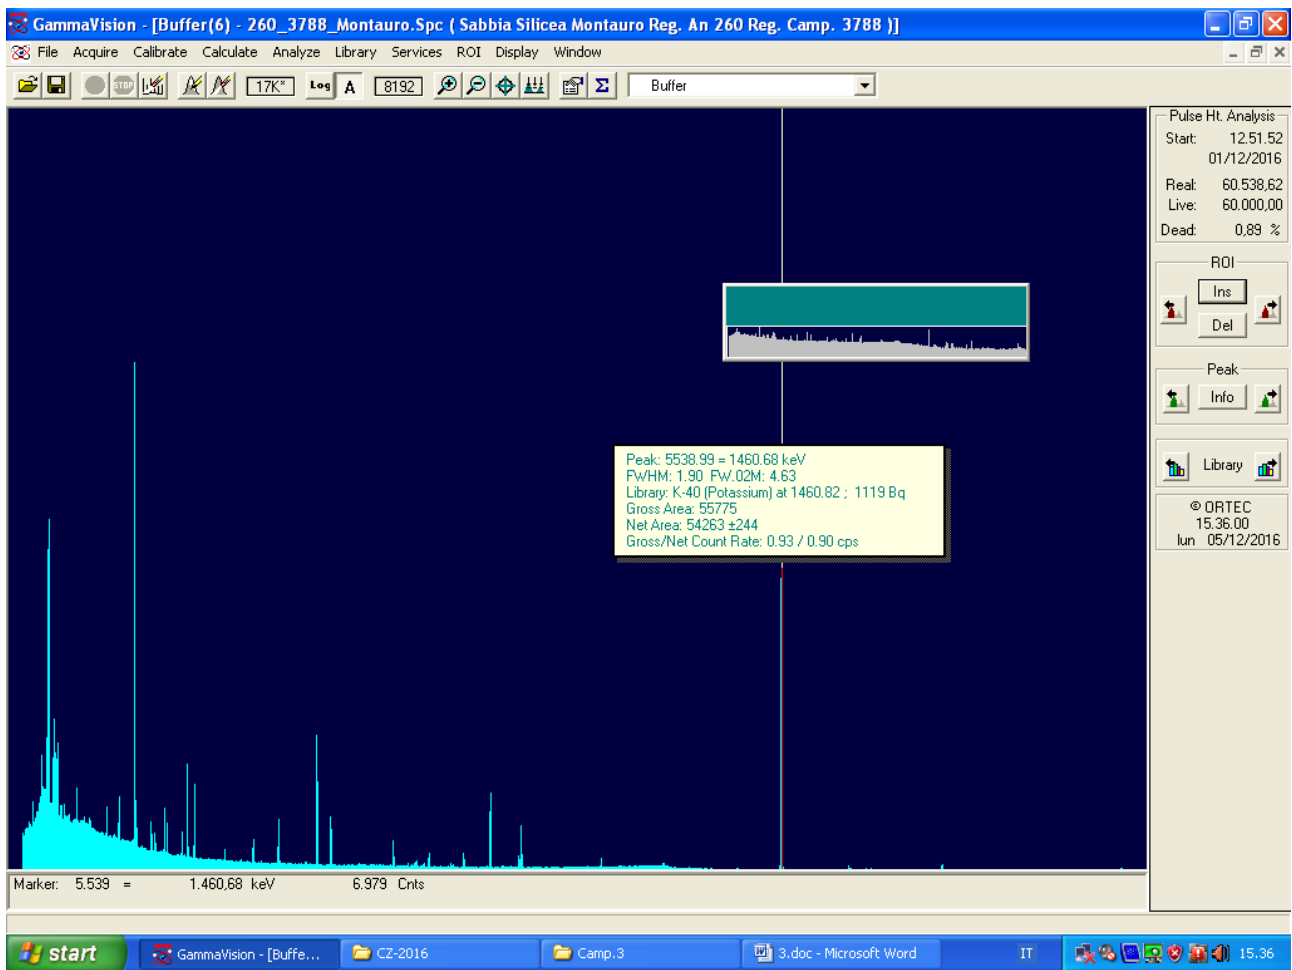 GammaVision - [Buffer(6) - 260_3788_Montauro.Spc ( Sabbia Silicea Montauro Reg. An 260 Reg. Camp. 3788 )]
File Acquire Calibrate Calculate Analyze Library Services ROI Display Window
STOP 17K* Log A 8192 Σ Buffer
Pulse Ht. Analysis
Start: 12.51.52
01/12/2016
Real: 60.538,62
Live: 60.000,00
Dead: 0,89 %
ROI
Ins
Del
Peak
Info
Library
© ORTEC
15.36.00
lun 05/12/2016
Peak: 5538.99 = 1460.68 keV
FWHM: 1.90 FW.02M: 4.63
Library: K-40 (Potassium) at 1460.82 ; 1119 Bq
Gross Area: 55775
Net Area: 54263 ±244
Gross/Net Count Rate: 0.93 / 0.90 cps
Marker: 5.539 = 1.460,68 keV 6.979 Cnts
start GammaVision - [Buffe... CZ-2016 Camp.3 3.doc - Microsoft Word IT 15.36